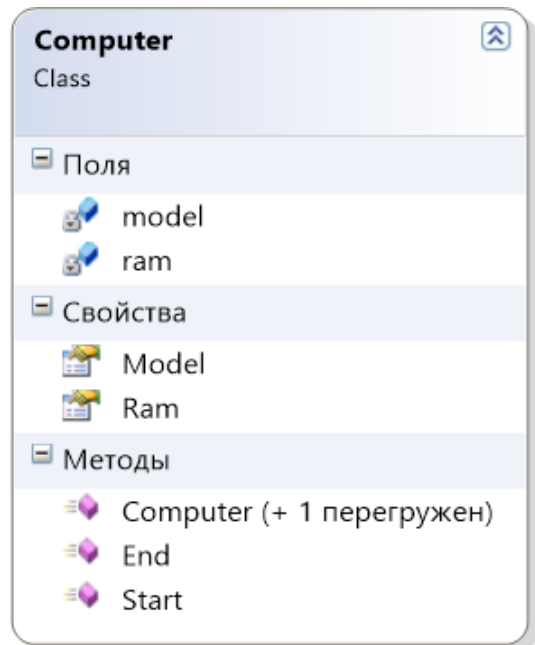 Computer
Class
Поля
model
ram
Свойства
Model
Ram
Методы
Computer (+ 1 перегружен)
End
Start